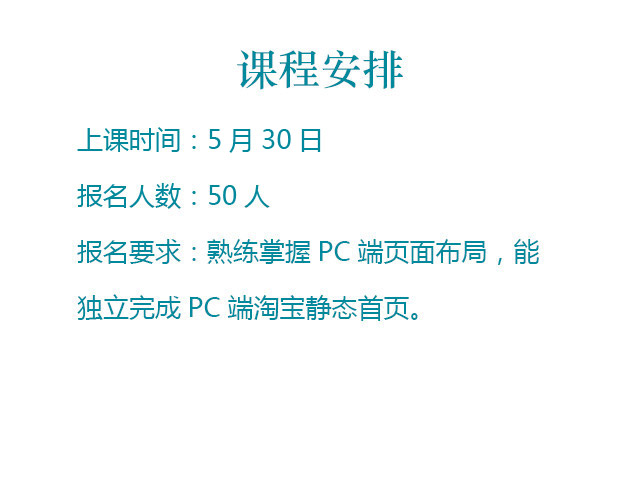 课程安排
上课时间：5 月 30 日
报名人数：50 人
报名要求：熟练掌握 PC 端页面布局，能
独立完成 PC 端淘宝静态首页。